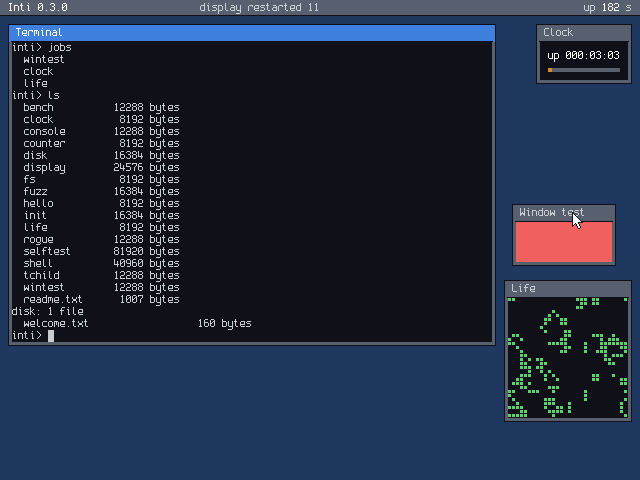 Inti 0.3.0 display restarted 11 up 182 s
Terminal
inti> jobs
wintest
clock
life
inti> ls
bench 12288 bytes
clock 8192 bytes
console 12288 bytes
counter 8192 bytes
disk 16384 bytes
display 24576 bytes
fs 8192 bytes
fuzz 16384 bytes
hello 8192 bytes
init 16384 bytes
life 8192 bytes
rogue 12288 bytes
selftest 81920 bytes
shell 40960 bytes
tchild 12288 bytes
wintest 12288 bytes
readme.txt 1007 bytes
disk: 1 file
welcome.txt 160 bytes
inti>
Clock
up 000:03:03
Window test
Life